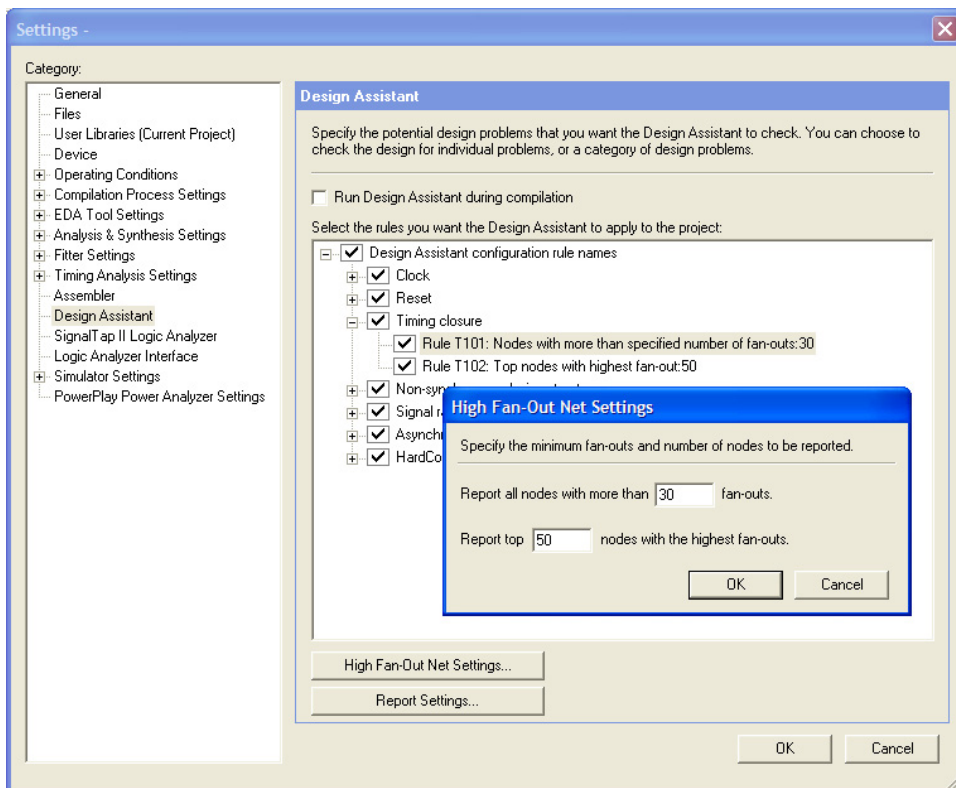 Settings -
Category:
General
Files
User Libraries (Current Project)
Device
Operating Conditions
Compilation Process Settings
EDA Tool Settings
Analysis & Synthesis Settings
Fitter Settings
Timing Analysis Settings
Assembler
Design Assistant
SignalTap II Logic Analyzer
Logic Analyzer Interface
Simulator Settings
PowerPlay Power Analyzer Settings
Design Assistant
Specify the potential design problems that you want the Design Assistant to check. You can choose to
check the design for individual problems, or a category of design problems.
Run Design Assistant during compilation
Select the rules you want the Design Assistant to apply to the project:
Design Assistant configuration rule names
Clock
Reset
Timing closure
Rule T101: Nodes with more than specified number of fan-outs:30
Rule T102: Top nodes with highest fan-out:50
Signal
High Fan-Out Net Settings
Specify the minimum fan-outs and number of nodes to be reported.
Report all nodes with more than 30 fan-outs.
Report top 50 nodes with the highest fan-outs.
OK Cancel
High Fan-Out Net Settings...
Report Settings...
OK Cancel